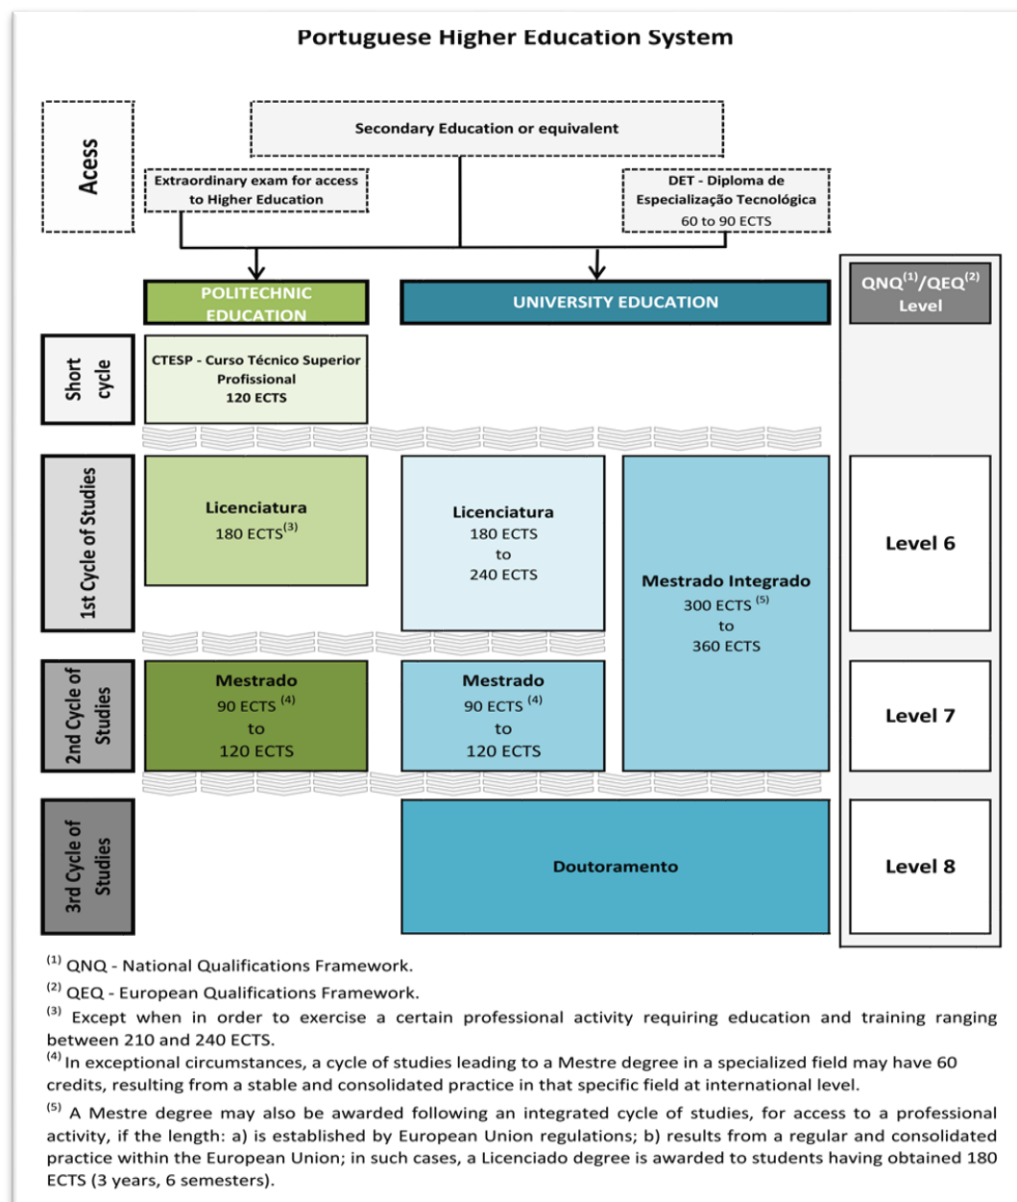 Portuguese Higher Education System
Acess
Secondary Education or equivalent
Extraordinary exam for access
to Higher Education
DET - Diploma de
Especialização Tecnológica
60 to 90 ECTS
POLITECHNIC
EDUCATION
UNIVERSITY EDUCATION
QNQ(1)/QEQ(2)
Level
Short
cycle
CTESP - Curso Técnico Superior
Profissional
120 ECTS
1st Cycle of Studies
Licenciatura
180 ECTS(3)
Licenciatura
180 ECTS
to
240 ECTS
Mestrado Integrado
300 ECTS (5)
to
360 ECTS
Level 6
2nd Cycle of
Studies
Mestrado
90 ECTS (4)
to
120 ECTS
Mestrado
90 ECTS (4)
to
120 ECTS
Level 7
3rd Cycle of
Studies
Doutoramento
Level 8
(1) QNQ - National Qualifications Framework.
(2) QEQ - European Qualifications Framework.
(3) Except when in order to exercise a certain professional activity requiring education and training ranging
between 210 and 240 ECTS.
(4) In exceptional circumstances, a cycle of studies leading to a Mestre degree in a specialized field may have 60
credits, resulting from a stable and consolidated practice in that specific field at international level.
(5) A Mestre degree may also be awarded following an integrated cycle of studies, for access to a professional
activity, if the length: a) is established by European Union regulations; b) results from a regular and consolidated
practice within the European Union; in such cases, a Licenciado degree is awarded to students having obtained 180
ECTS (3 years, 6 semesters).